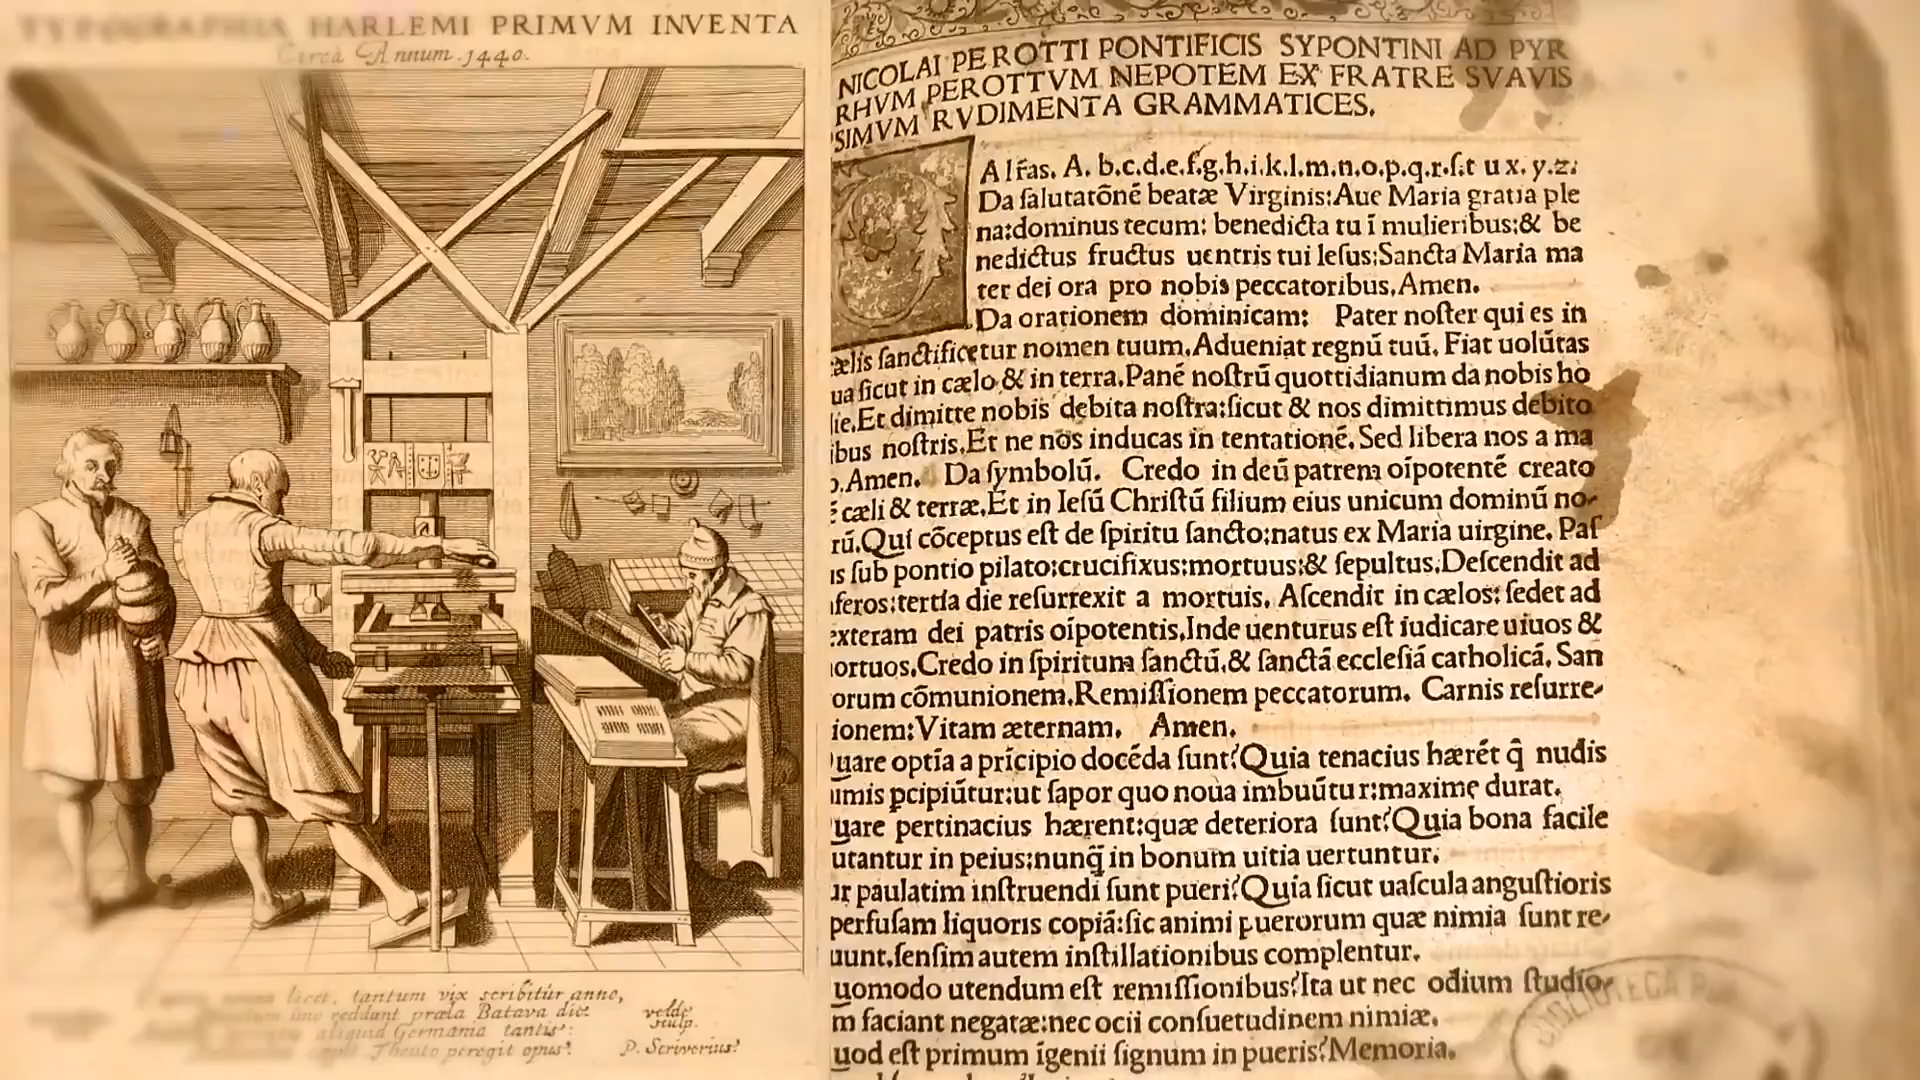 HARLEMI PRIMVM INVENTA
Circa Annum .1440.
licet, tantum vix scribitur anno,
uno reddunt præla Batava die:
aliquid Germania tantis:
Theuto peregit opus.
velde
sculp.
P. Scriverius.
NICOLAI PEROTTI PONTIFICIS SYPONTINI AD PYR
RHVM PEROTTVM NEPOTEM EX FRATRE SVAVIS
SIMVM RVDIMENTA GRAMMATICES.
A. b.c.d.e.f.g.h.i.k.l.m.n.o.p.q.r.ſ.t u x. y.z:
Da ſalutatōnē beatæ Virginis:Aue Maria gratia ple
na:dominus tecum: benedicta tu ī mulieribus:& be
nedictus fructus uentris tui Ieſus:Sancta Maria ma
ter dei ora pro nobis peccatoribus.Amen.
Da orationem dominicam: Pater noſter qui es in
ælis ſanctificetur nomen tuum.Adueniat regnū tuū. Fiat uolūtas
ua ſicut in cælo & in terra.Panē noſtrū quottidianum da nobis ho
ie.Et dimitte nobis debita noſtra:ſicut & nos dimittimus debito
ibus noſtris.Et ne nos inducas in tentationē. Sed libera nos a ma
o.Amen. Da ſymbolū. Credo in deū patrem oīpotentē creato
cæli & terræ.Et in Ieſū Chriſtū filium eius unicum dominū no-
rū.Qui cōceptus eſt de ſpiritu ſancto:natus ex Maria uirgine. Paſ
is ſub pontio pilato:crucifixus:mortuus:& ſepultus.Deſcendit ad
feros:tertia die reſurrexit a mortuis. Aſcendit in cælos: ſedet ad
exteram dei patris oīpotentis.Inde uenturus eſt iudicare uiuos &
ortuos.Credo in ſpiritum ſanctū.& ſanctā eccleſiā catholicā. San
orum cōmunionem.Remiſſionem peccatorum. Carnis reſurre-
ionem:Vitam æternam. Amen.
uare optīa a prīcipio docēda ſunt?Quia tenacius hærēt q̄ nudis
imis ꝑcipiūtur:ut ſapor quo noua imbuūtur:maxime durat.
uare pertinacius hærent:quæ deteriora ſunt?Quia bona facile
utantur in peius:nunq̄ in bonum uitia uertuntur.
ur paulatim inſtruendi ſunt pueri?Quia ſicut uaſcula anguſtioris
perfuſam liquoris copiā:ſic animi puerorum quæ nimia ſunt re-
uunt.ſenſim autem inſtillationibus complentur.
uomodo utendum eſt remiſſionibus?Ita ut nec odium ſtudio-
m faciant negatæ:nec ocii conſuetudinem nimiæ.
uod eſt primum īgenii ſignum in pueris?Memoria.